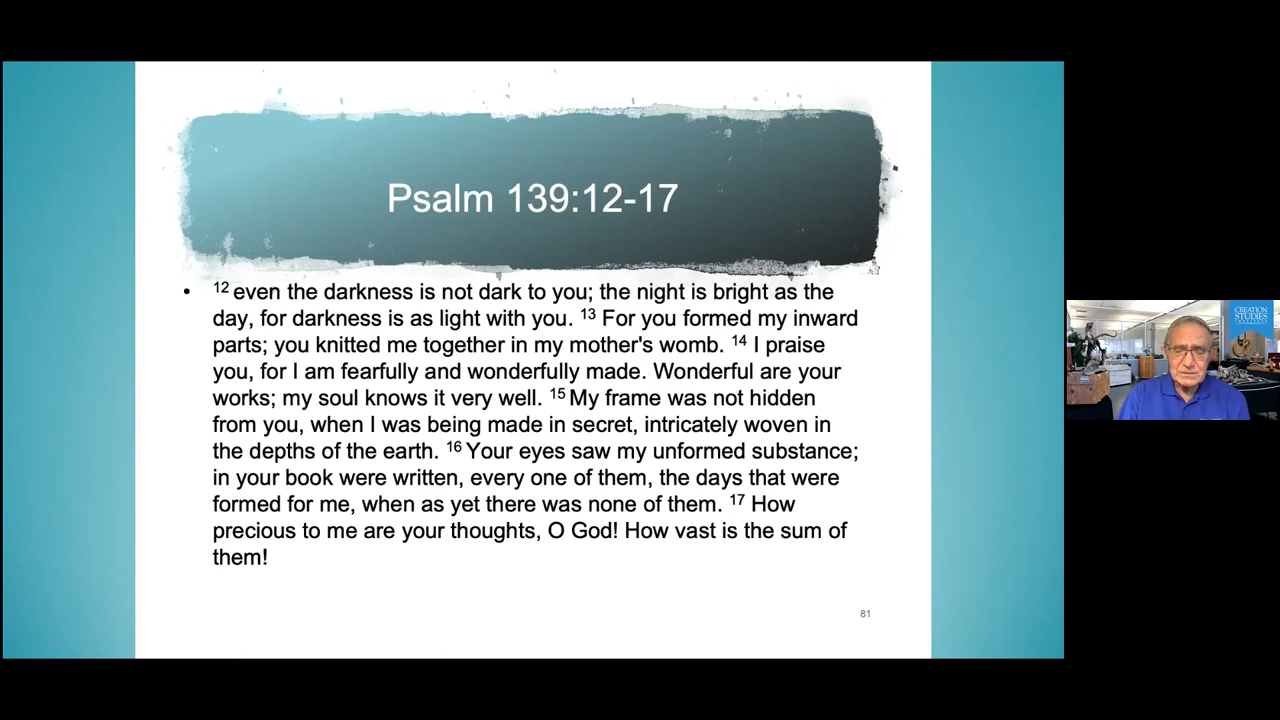 Psalm 139:12-17
• 12 even the darkness is not dark to you; the night is bright as the
day, for darkness is as light with you. 13 For you formed my inward
parts; you knitted me together in my mother's womb. 14 I praise
you, for I am fearfully and wonderfully made. Wonderful are your
works; my soul knows it very well. 15 My frame was not hidden
from you, when I was being made in secret, intricately woven in
the depths of the earth. 16 Your eyes saw my unformed substance;
in your book were written, every one of them, the days that were
formed for me, when as yet there was none of them. 17 How
precious to me are your thoughts, O God! How vast is the sum of
them!
81
CREATION
STUDIES